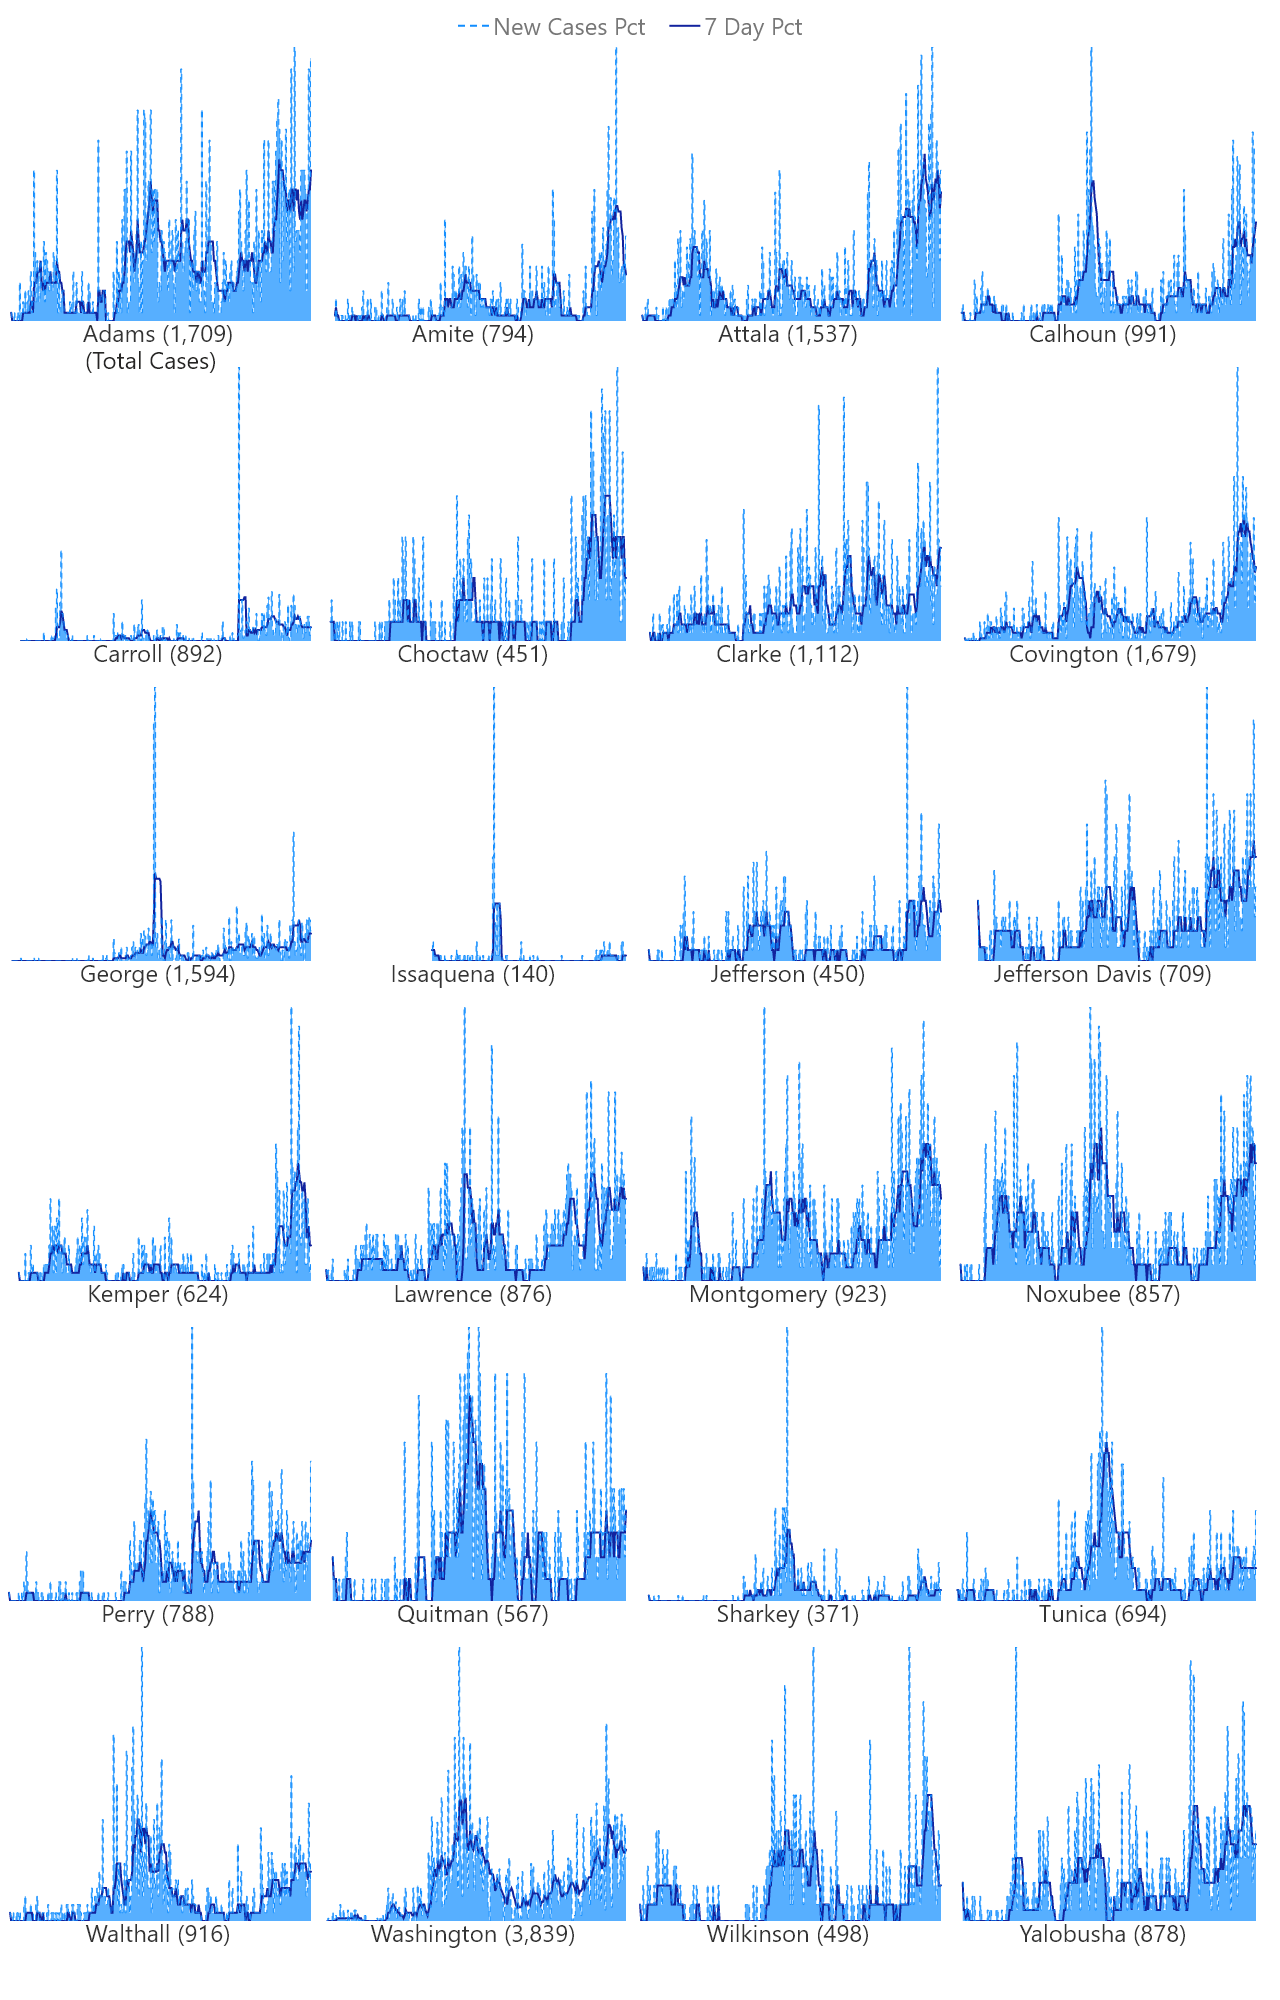 New Cases Pct 7 Day Pct
Adams (1,709) Amite (794) Attala (1,537) Calhoun (991)
(Total Cases)
Carroll (892) Choctaw (451) Clarke (1,112) Covington (1,679)
George (1,594) Issaquena (140) Jefferson (450) Jefferson Davis (709)
Kemper (624) Lawrence (876) Montgomery (923) Noxubee (857)
Perry (788) Quitman (567) Sharkey (371) Tunica (694)
Walthall (916) Washington (3,839) Wilkinson (498) Yalobusha (878)